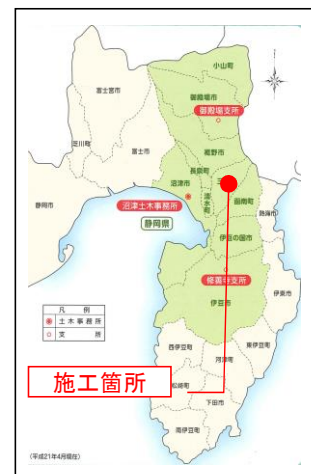 小山町
御殿場市
御殿場支所
富士宮市
裾野市
芝川町
富士市
長泉町
三
沼津市
清水町
函南町
静岡市
沼津土木事務所
熱海市
静岡県
伊豆の国市
修善寺支所
伊東市
伊豆市
凡例
土木事務所
支所
西伊豆町
東伊豆町
河津町
施工箇所
松崎町
下田市
南伊豆町
(平成21年4月現在)